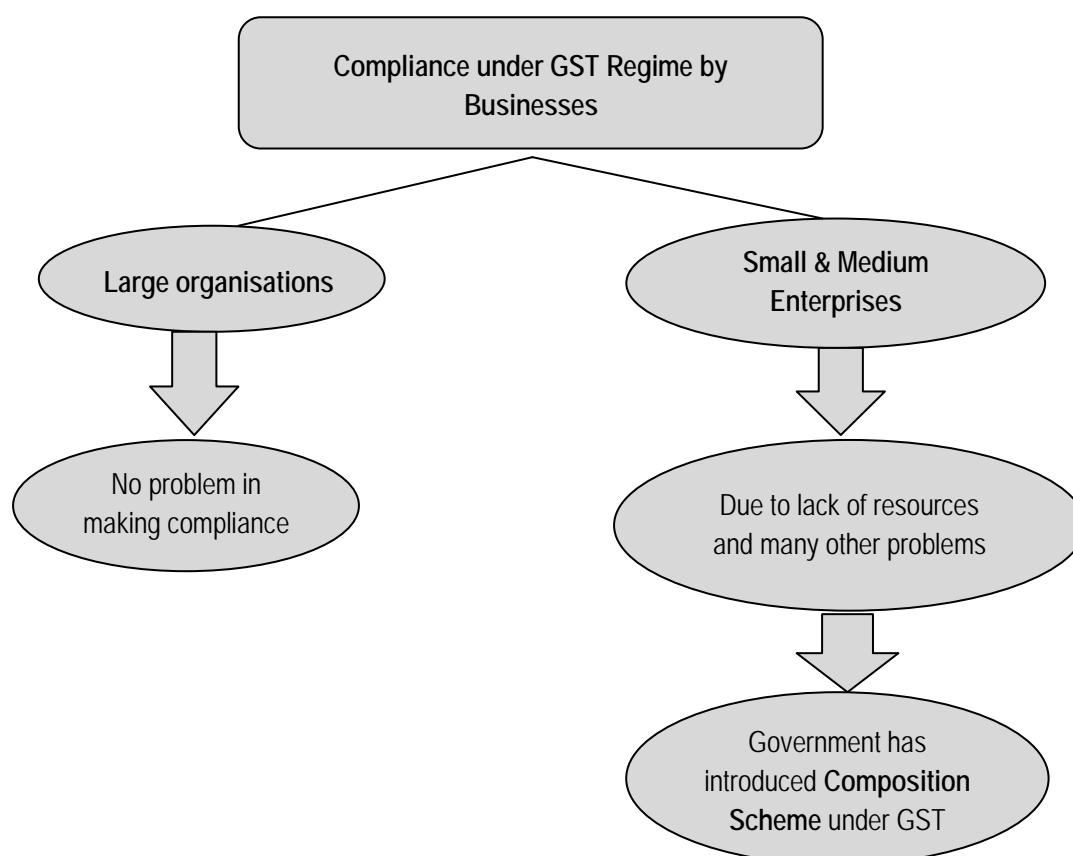 Compliance under GST Regime by
Businesses
Large organisations
Small & Medium
Enterprises
No problem in
making compliance
Due to lack of resources
and many other problems
Government has
introduced Composition
Scheme under GST